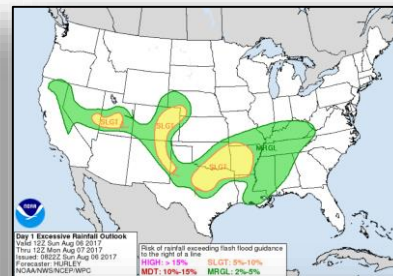 SLGT
SLGT
SLGT
MRGL
NOAA
Day 1 Excessive Rainfall Outlook
Valid 12Z Sun Aug 06 2017
Thru 12Z Mon Aug 07 2017
Issued: 0822Z Sun Aug 06 2017
Forecaster: HURLEY
NOAA/NWS/NCEP/WPC
Risk of rainfall exceeding flash flood guidance
to the right of a line
HIGH: > 15% SLGT: 5%-10%
MDT: 10%-15% MRGL: 2%-5%